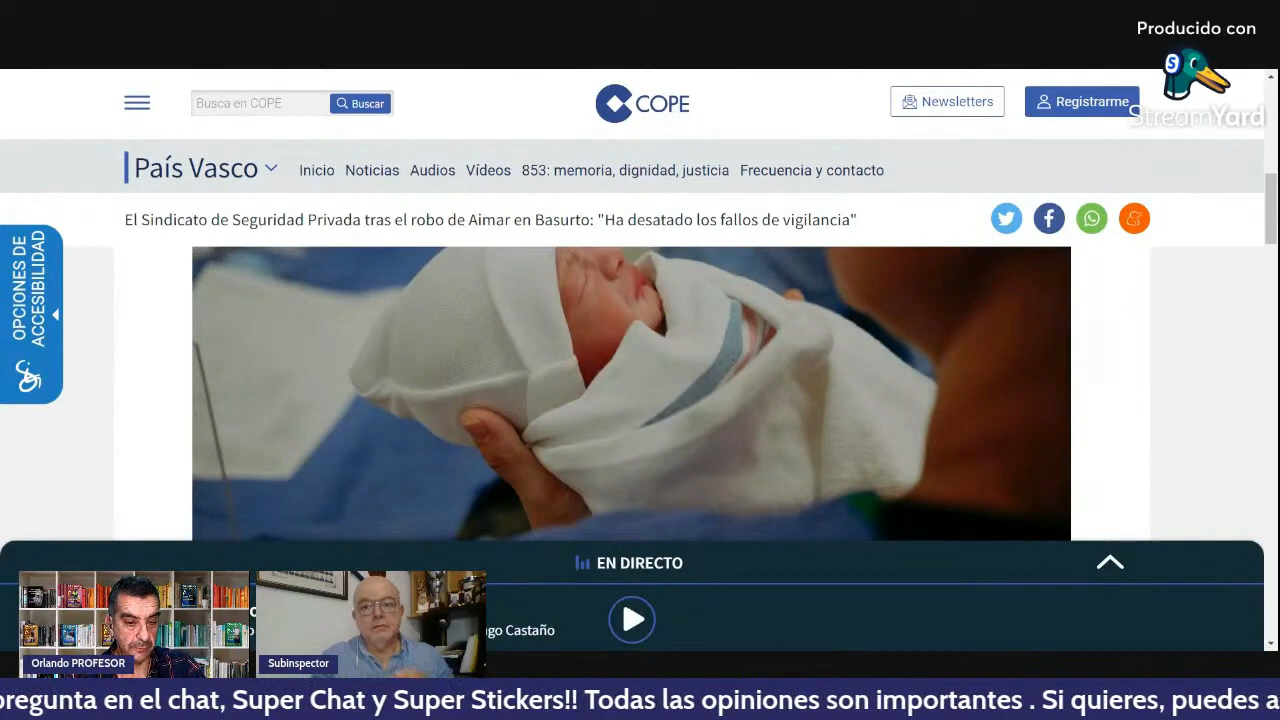 Producido con
StreamYard
Busca en COPE
Buscar
COPE
Newsletters
Registrarme
País Vasco
Inicio Noticias Audios Vídeos 853: memoria, dignidad, justicia Frecuencia y contacto
El Sindicato de Seguridad Privada tras el robo de Aimar en Basurto: "Ha desatado los fallos de vigilancia"
OPCIONES DE
ACCESIBILIDAD
EN DIRECTO
Castaño
Orlando PROFESOR
Subinspector
pregunta en el chat, Super Chat y Super Stickers!! Todas las opiniones son importantes . Si quieres, puedes a